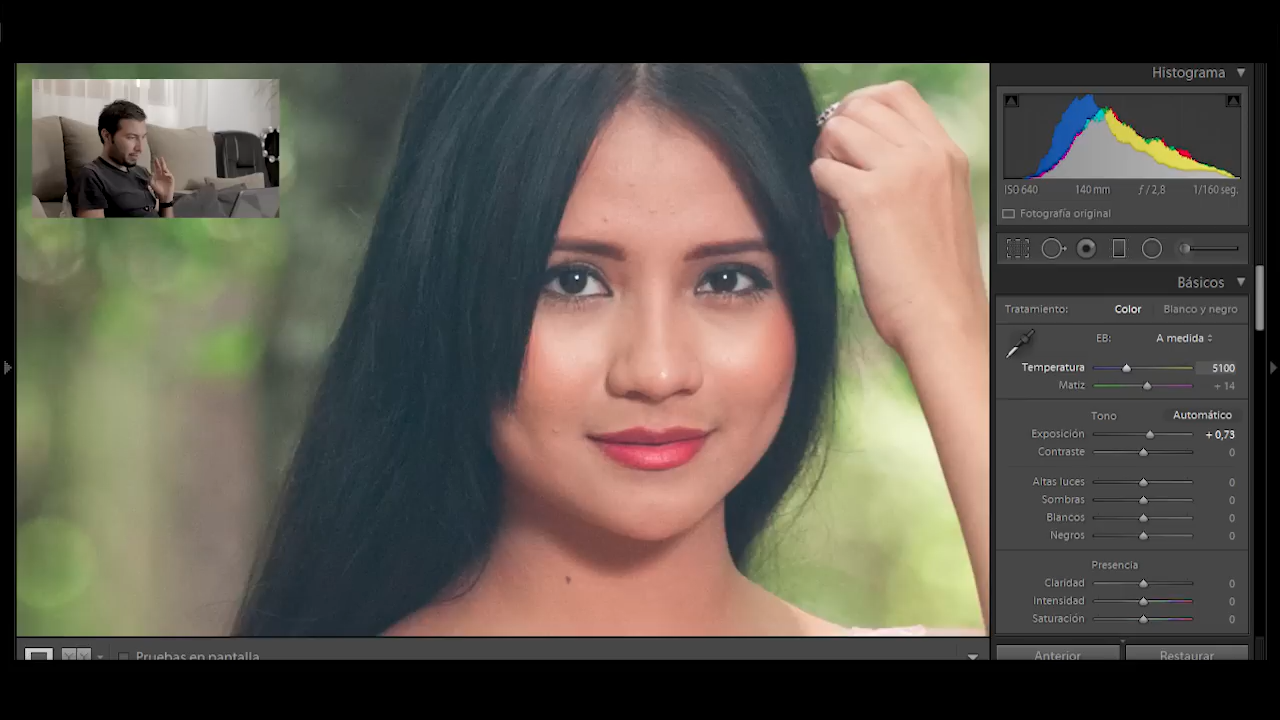 Histograma
ISO 640 140 mm ƒ / 2,8 1/160 seg.
Fotografía original
Básicos
Tratamiento: Color Blanco y negro
EB: A medida
Temperatura 5100
Matiz + 14
Tono Automático
Exposición + 0,73
Contraste 0
Altas luces 0
Sombras 0
Blancos 0
Negros 0
Presencia
Claridad 0
Intensidad 0
Saturación 0
Pruebas en pantalla
Anterior Restaurar